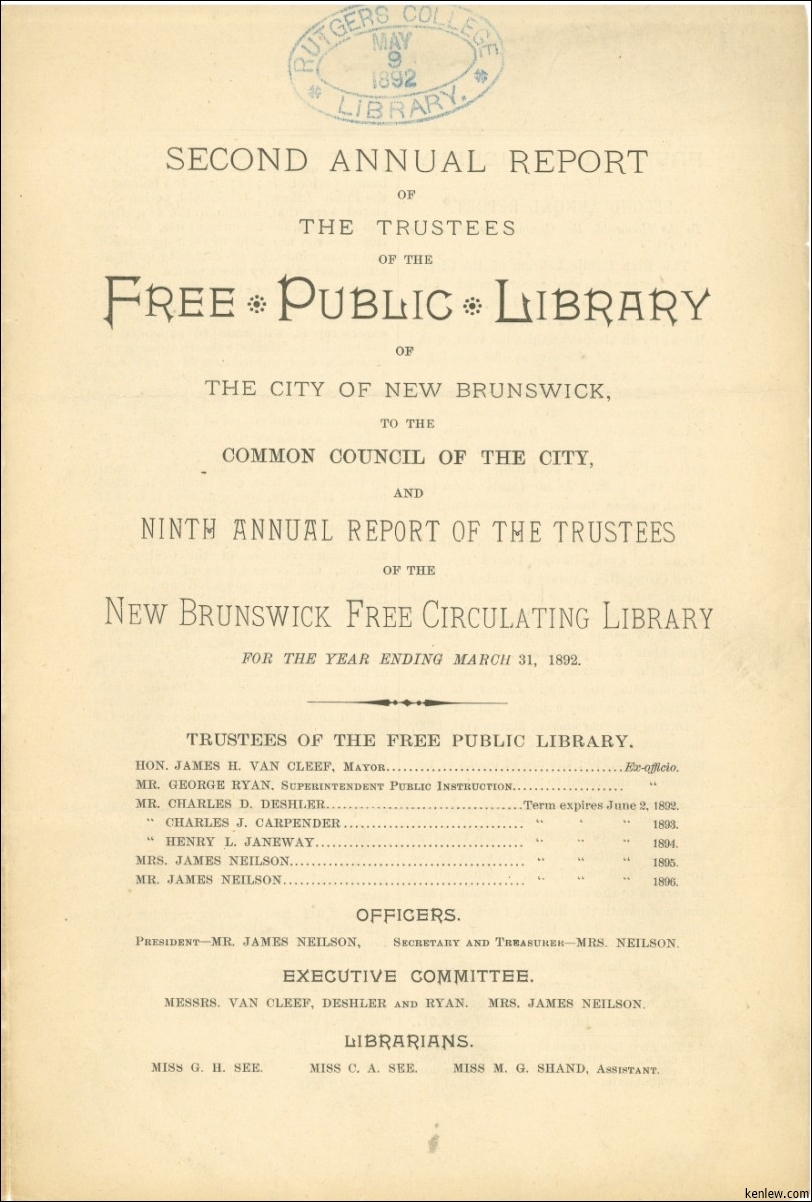 RUTGERS COLLEGE
MAY
9
1892
LIBRARY.
SECOND ANNUAL REPORT
OF
THE TRUSTEES
OF THE
FREE PUBLIC LIBRARY
OF
THE CITY OF NEW BRUNSWICK,
TO THE
COMMON COUNCIL OF THE CITY,
AND
NINTH ANNUAL REPORT OF THE TRUSTEES
OF THE
NEW BRUNSWICK FREE CIRCULATING LIBRARY
FOR THE YEAR ENDING MARCH 31, 1892.
TRUSTEES OF THE FREE PUBLIC LIBRARY.
HON. JAMES H. VAN CLEEF, MAYOR........................................Ex-officio.
MR. GEORGE RYAN, SUPERINTENDENT PUBLIC INSTRUCTION................... "
MR. CHARLES D. DESHLER.................................Term expires June 2, 1892.
" CHARLES J. CARPENDER.............................. " " " 1893.
" HENRY L. JANEWAY................................... " " " 1894.
MRS. JAMES NEILSON....................................... " " " 1895.
MR. JAMES NEILSON........................................ " " " 1896.
OFFICERS.
PRESIDENT—MR. JAMES NEILSON, SECRETARY AND TREASURER—MRS. NEILSON.
EXECUTIVE COMMITTEE.
MESSRS. VAN CLEEF, DESHLER AND RYAN. MRS. JAMES NEILSON.
LIBRARIANS.
MISS G. H. SEE. MISS C. A. SEE. MISS M. G. SHAND, ASSISTANT.
kenlew.com